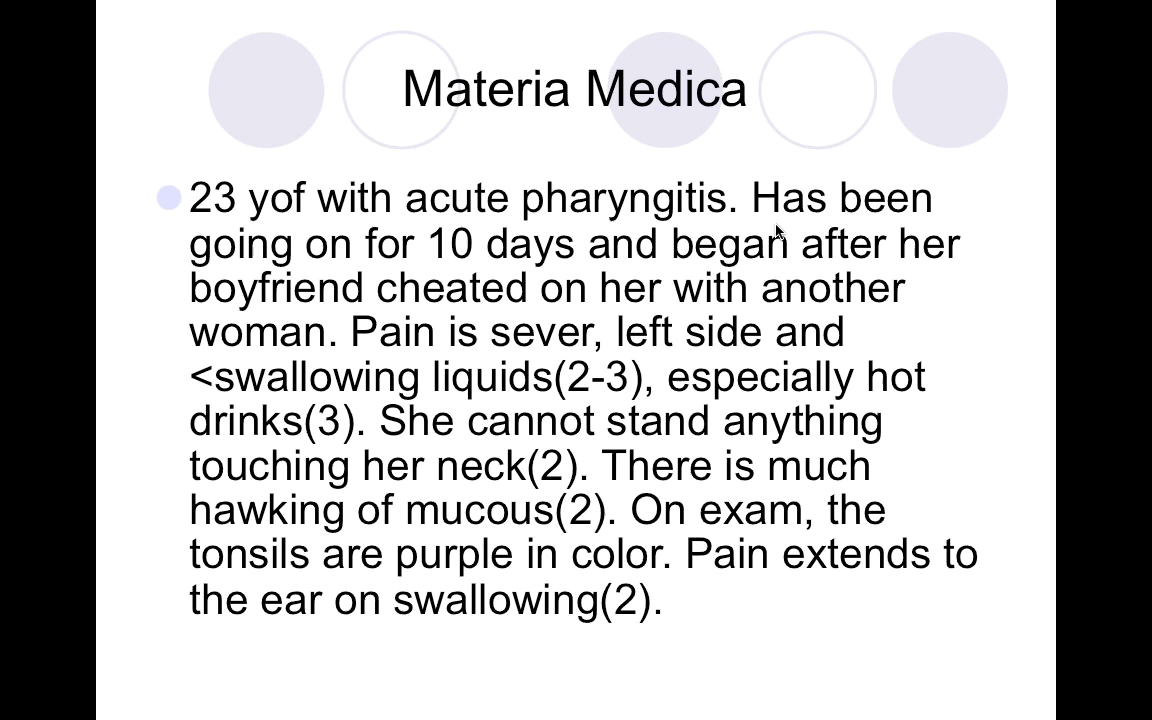 Materia Medica
23 yof with acute pharyngitis. Has been
going on for 10 days and began after her
boyfriend cheated on her with another
woman. Pain is sever, left side and
<swallowing liquids(2-3), especially hot
drinks(3). She cannot stand anything
touching her neck(2). There is much
hawking of mucous(2). On exam, the
tonsils are purple in color. Pain extends to
the ear on swallowing(2).